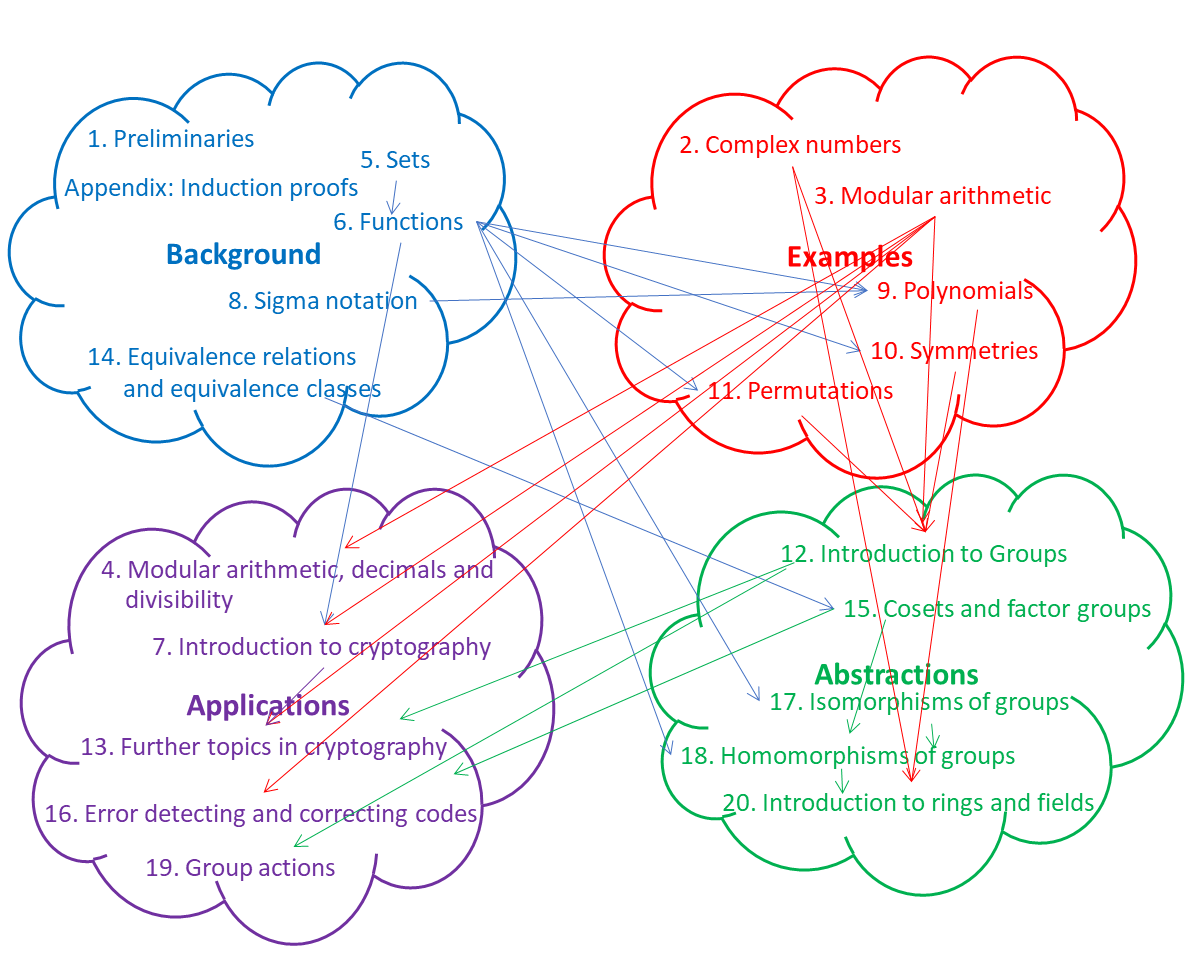 1. Preliminaries
5. Sets
Appendix: Induction proofs
6. Functions
Background
8. Sigma notation
14. Equivalence relations
and equivalence classes
2. Complex numbers
3. Modular arithmetic
Examples
9. Polynomials
10. Symmetries
11. Permutations
4. Modular arithmetic, decimals and
divisibility
7. Introduction to cryptography
Applications
13. Further topics in cryptography
16. Error detecting and correcting codes
19. Group actions
12. Introduction to Groups
15. Cosets and factor groups
Abstractions
17. Isomorphisms of groups
18. Homomorphisms of groups
20. Introduction to rings and fields